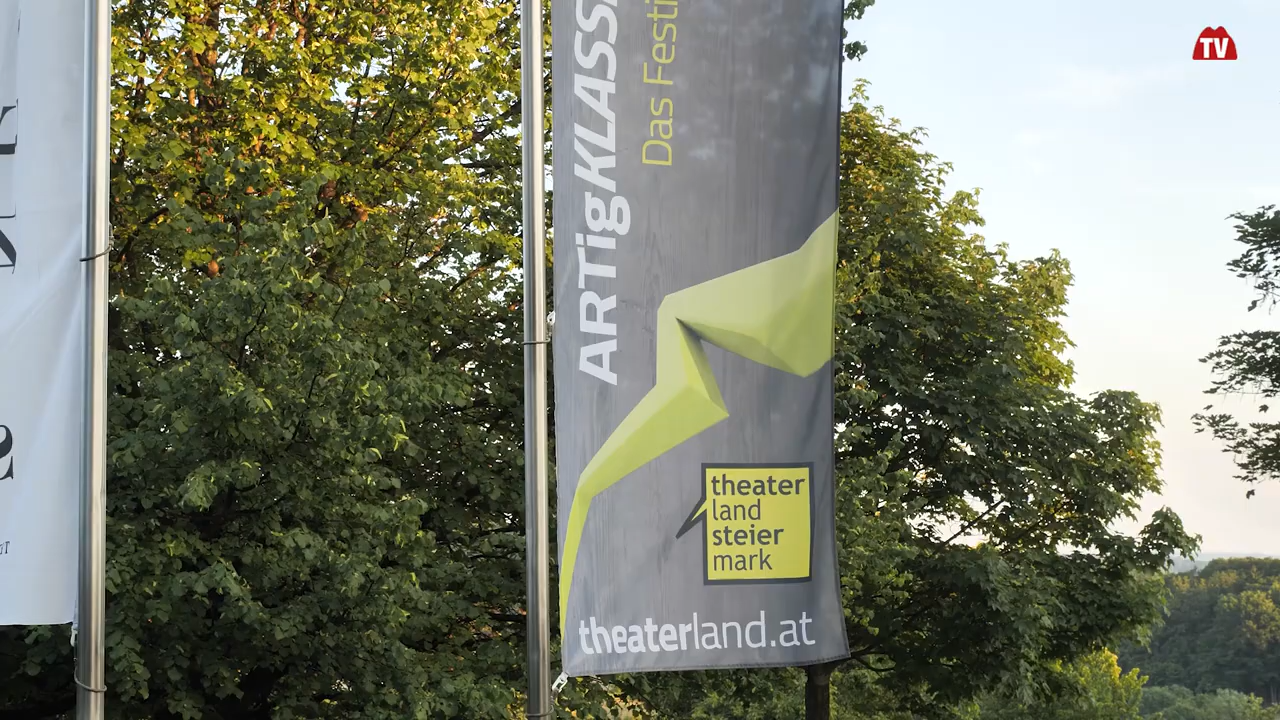 TV
ARTigKLASS
Das Festi
theater
land
steier
mark
theaterland.at